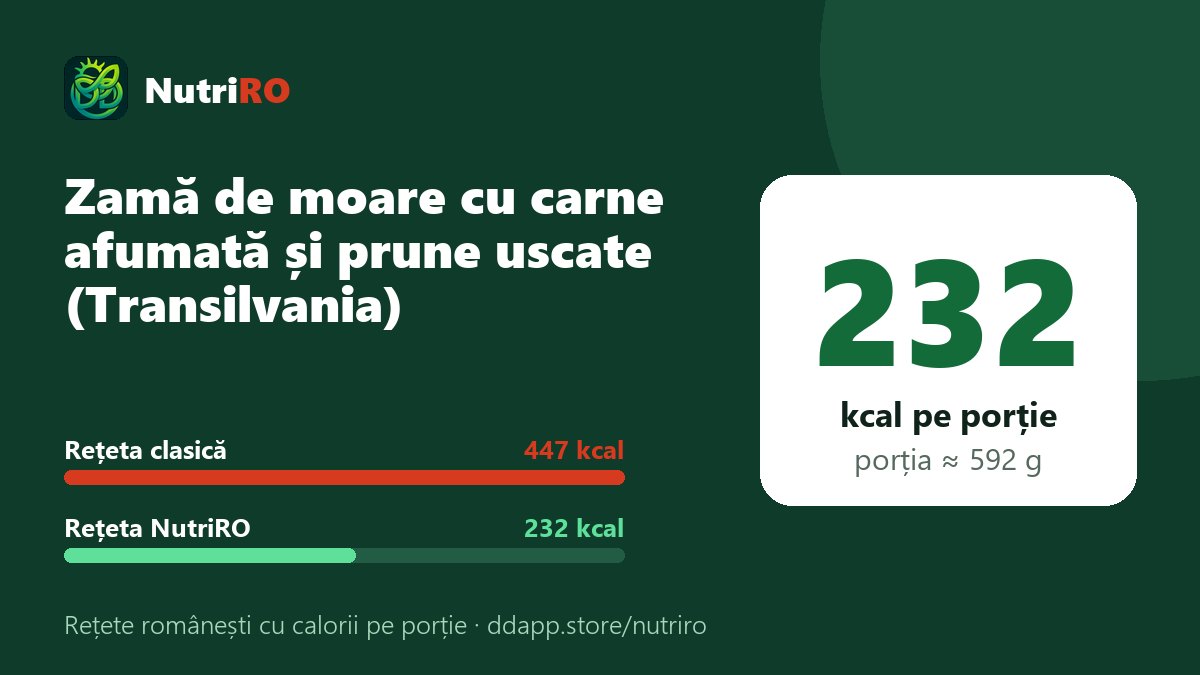 NutriRO
Zamă de moare cu carne
afumată și prune uscate
(Transilvania)
232
kcal pe porție
porția ≈ 592 g
Rețeta clasică 447 kcal
Rețeta NutriRO 232 kcal
Rețete românești cu calorii pe porție · ddapp.store/nutriro